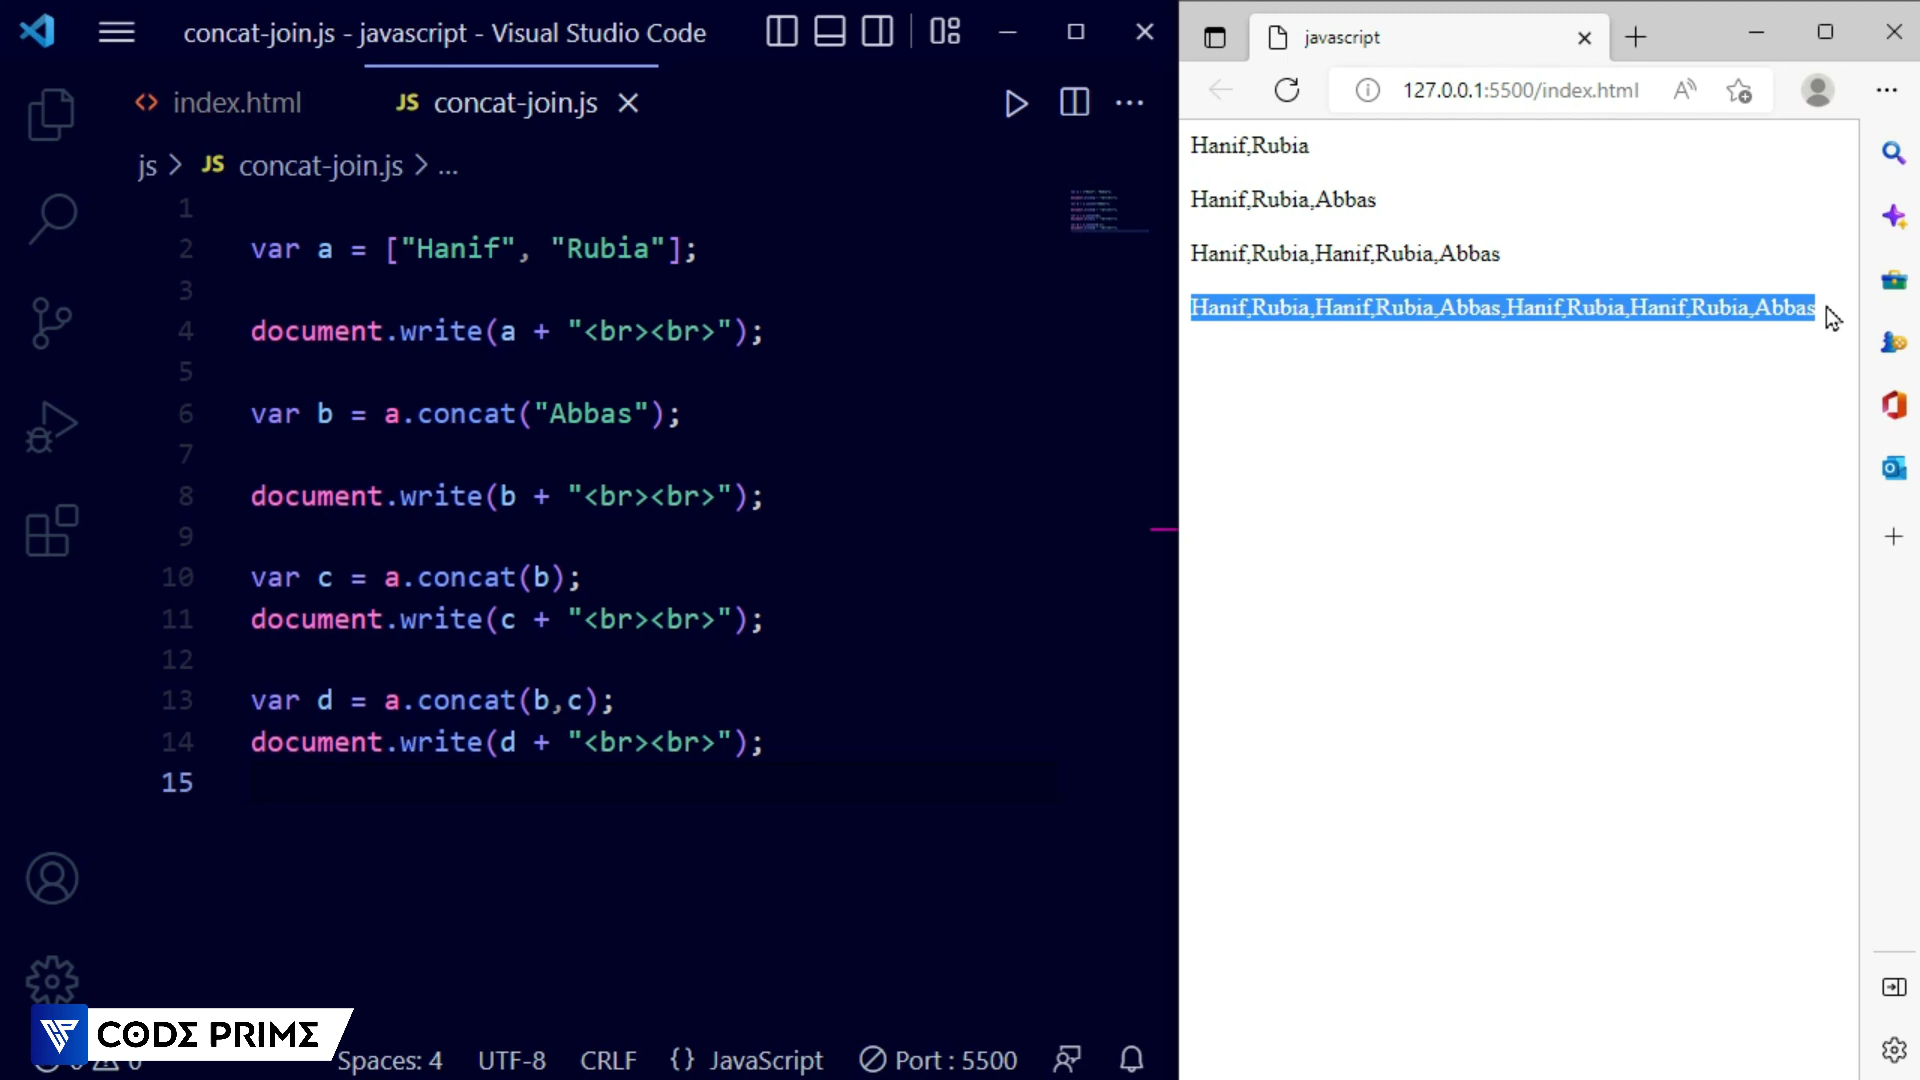 concat-join.js - javascript - Visual Studio Code
index.html
JS concat-join.js
js > JS concat-join.js > ...
1
2 var a = ["Hanif", "Rubia"];
3
4 document.write(a + "<br><br>");
5
6 var b = a.concat("Abbas");
7
8 document.write(b + "<br><br>");
9
10 var c = a.concat(b);
11 document.write(c + "<br><br>");
12
13 var d = a.concat(b,c);
14 document.write(d + "<br><br>");
15
CODΣ PRIMΣ
Spaces: 4 UTF-8 CRLF {} JavaScript Port : 5500
javascript
127.0.0.1:5500/index.html
Hanif,Rubia
Hanif,Rubia,Abbas
Hanif,Rubia,Hanif,Rubia,Abbas
Hanif,Rubia,Hanif,Rubia,Abbas,Hanif,Rubia,Hanif,Rubia,Abbas